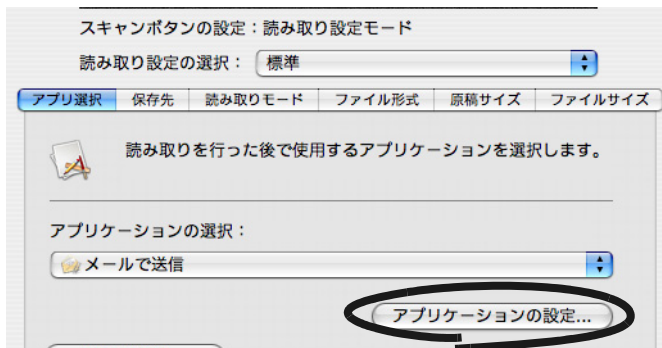 スキャンボタンの設定:読み取り設定モード
読み取り設定の選択: 標準
アプリ選択 保存先 読み取りモード ファイル形式 原稿サイズ ファイルサイズ
読み取りを行った後で使用するアプリケーションを選択します。
アプリケーションの選択:
メールで送信
アプリケーションの設定...